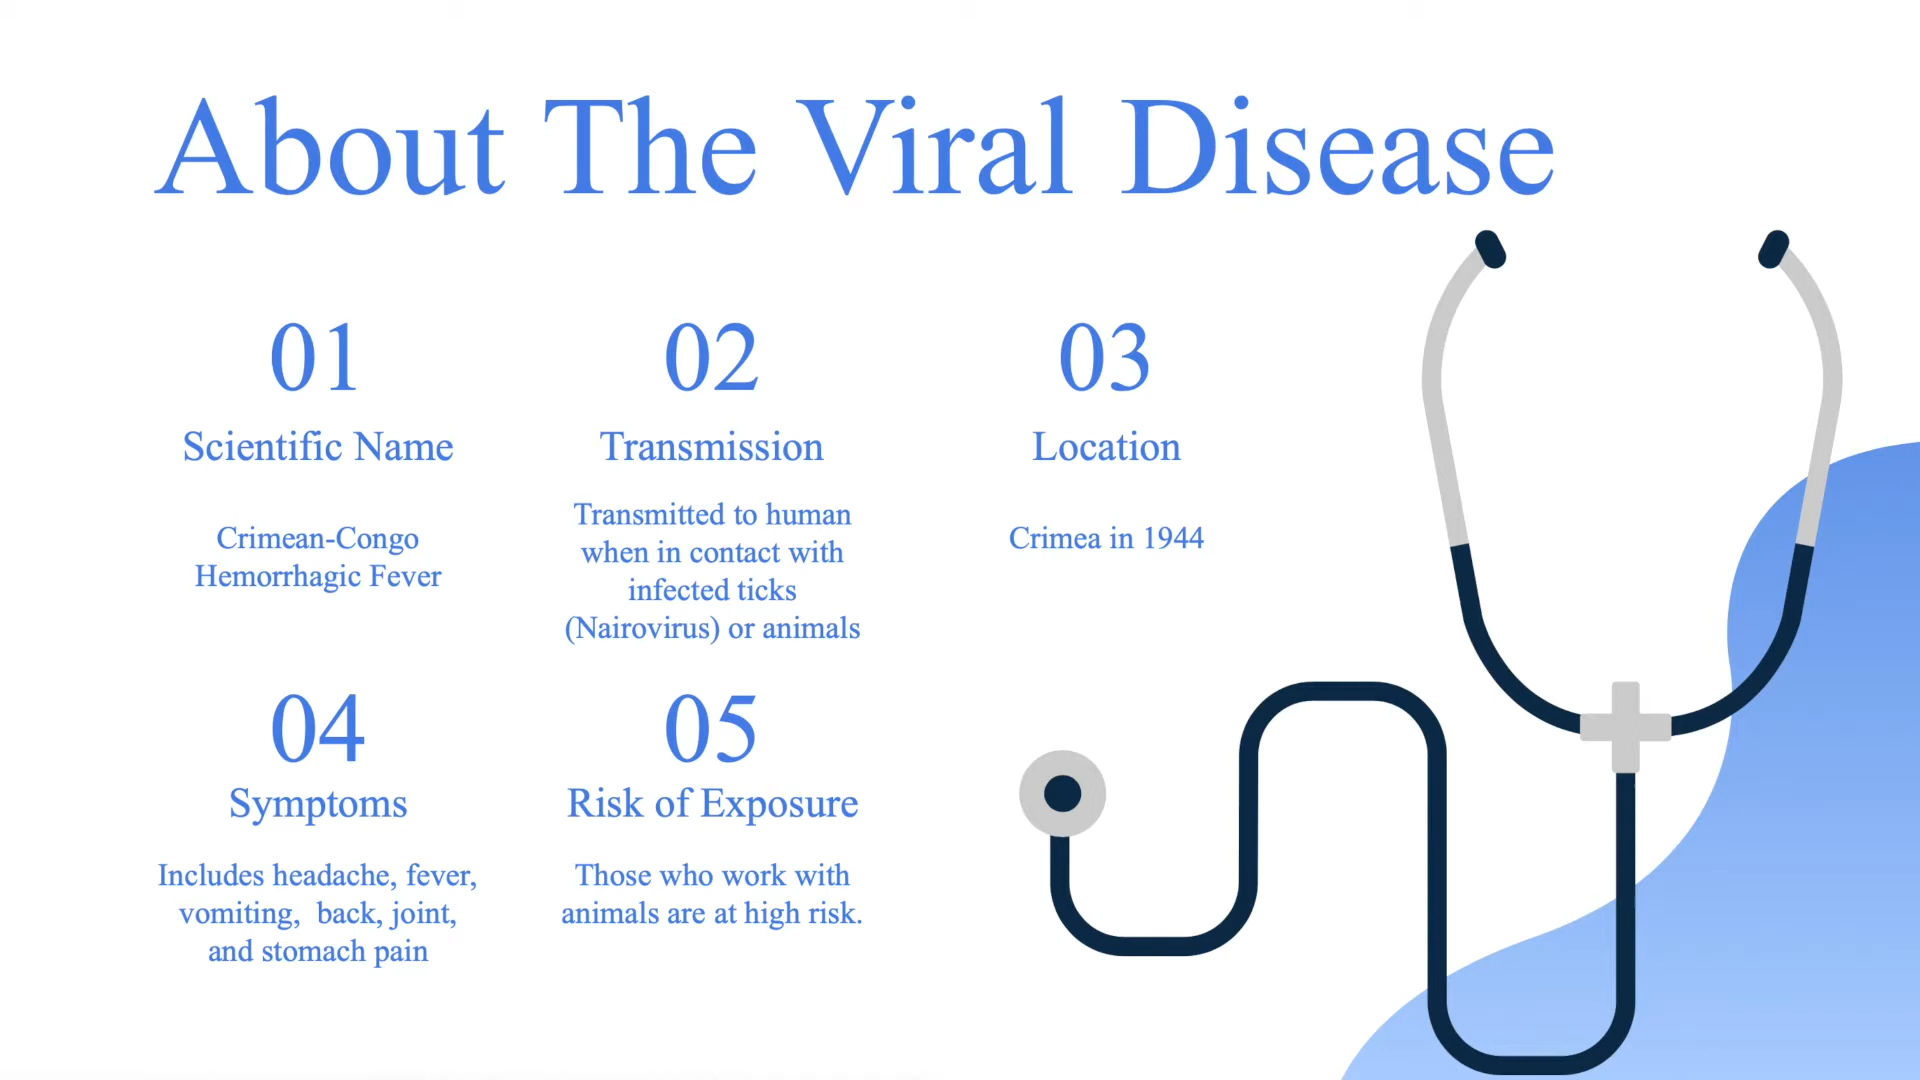 About The Viral Disease
01
Scientific Name
Crimean-Congo
Hemorrhagic Fever
02
Transmission
Transmitted to human
when in contact with
infected ticks
(Nairovirus) or animals
03
Location
Crimea in 1944
04
Symptoms
Includes headache, fever,
vomiting,  back, joint,
and stomach pain
05
Risk of Exposure
Those who work with
animals are at high risk.